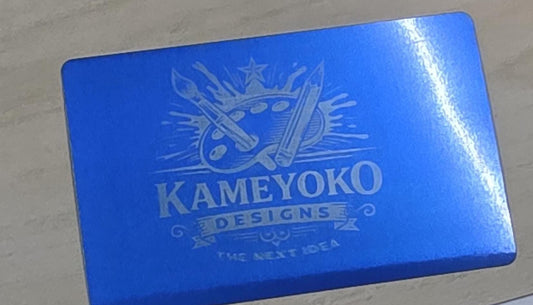 KAMEYOKO
DESIGNS
THE NEXT IDEA